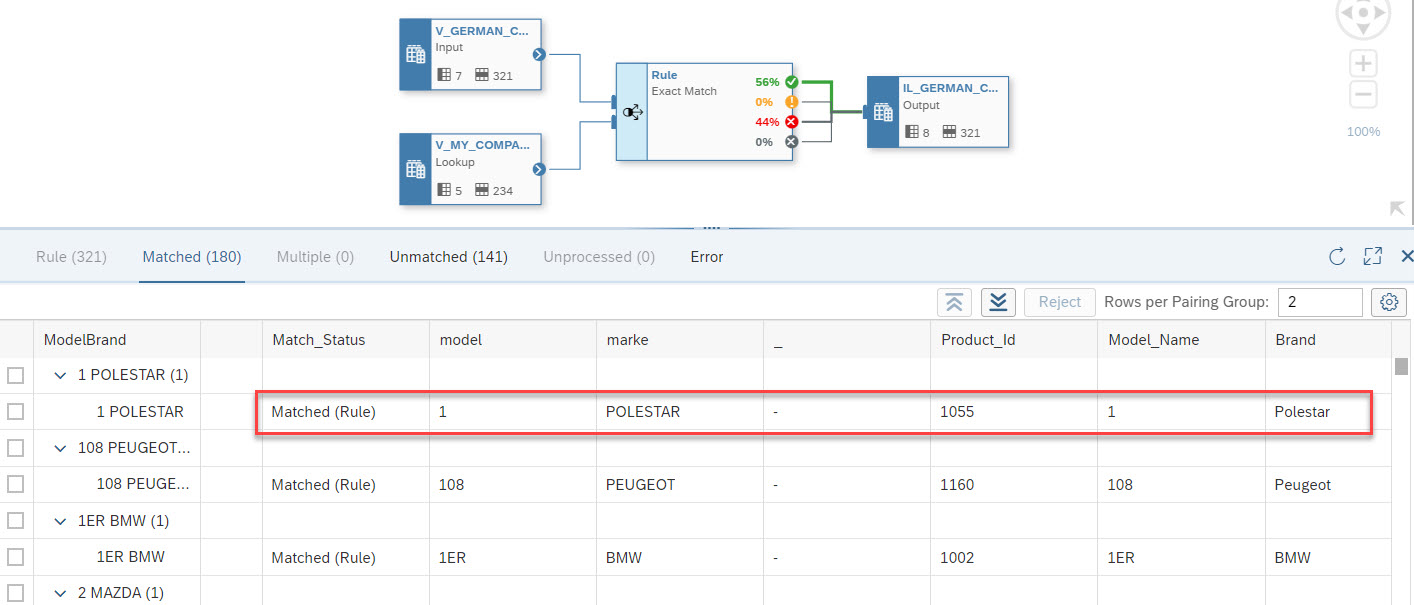 V_GERMAN_C...
Input
7 321
V_MY_COMPA...
Lookup
5 234
Rule
Exact Match
56%
0%
44%
0%
IL_GERMAN_C...
Output
8 321
100%
Rule (321) Matched (180) Multiple (0) Unmatched (141) Unprocessed (0) Error
Reject Rows per Pairing Group: 2
ModelBrand Match_Status model marke _ Product_Id Model_Name Brand
1 POLESTAR (1)
1 POLESTAR Matched (Rule) 1 POLESTAR - 1055 1 Polestar
108 PEUGEOT...
108 PEUGE... Matched (Rule) 108 PEUGEOT - 1160 108 Peugeot
1ER BMW (1)
1ER BMW Matched (Rule) 1ER BMW - 1002 1ER BMW
2 MAZDA (1)